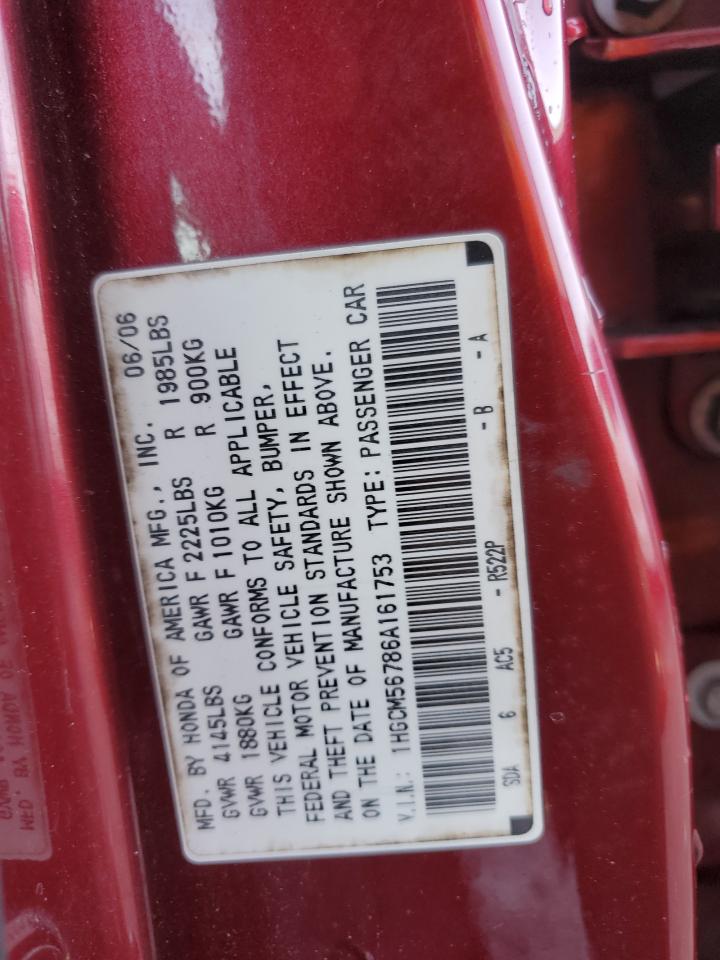 MFD. BY HONDA OF AMERICA MFG., INC. 06/06
GVWR 4145LBS GAWR F 2225LBS R 1985LBS
GVWR 1880KG GAWR F 1010KG R 900KG
THIS VEHICLE CONFORMS TO ALL APPLICABLE
FEDERAL MOTOR VEHICLE SAFETY, BUMPER,
AND THEFT PREVENTION STANDARDS IN EFFECT
ON THE DATE OF MANUFACTURE SHOWN ABOVE.
V.I.N.: 1HGCM56786A161753 TYPE: PASSENGER CAR
SDA 6 AC5 - R522P - B - A